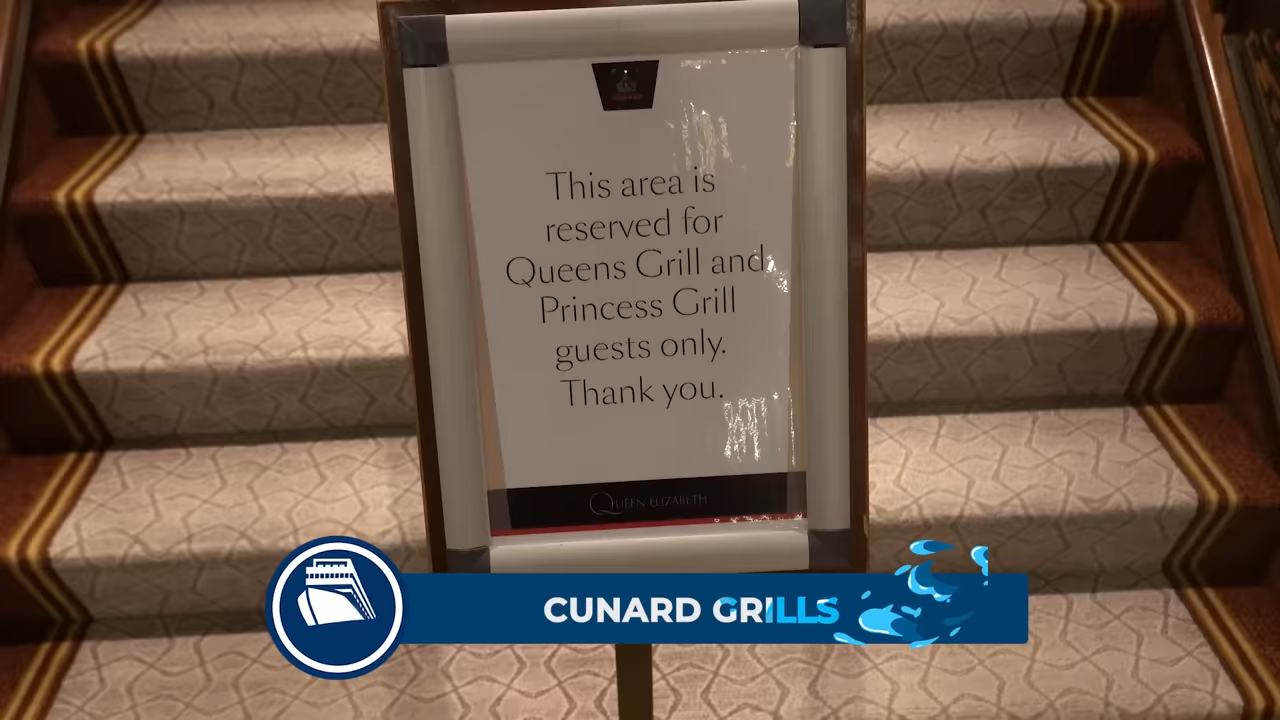 This area is
reserved for
Queens Grill and
Princess Grill
guests only.
Thank you.
QUEEN ELIZABETH
CUNARD GRILLS